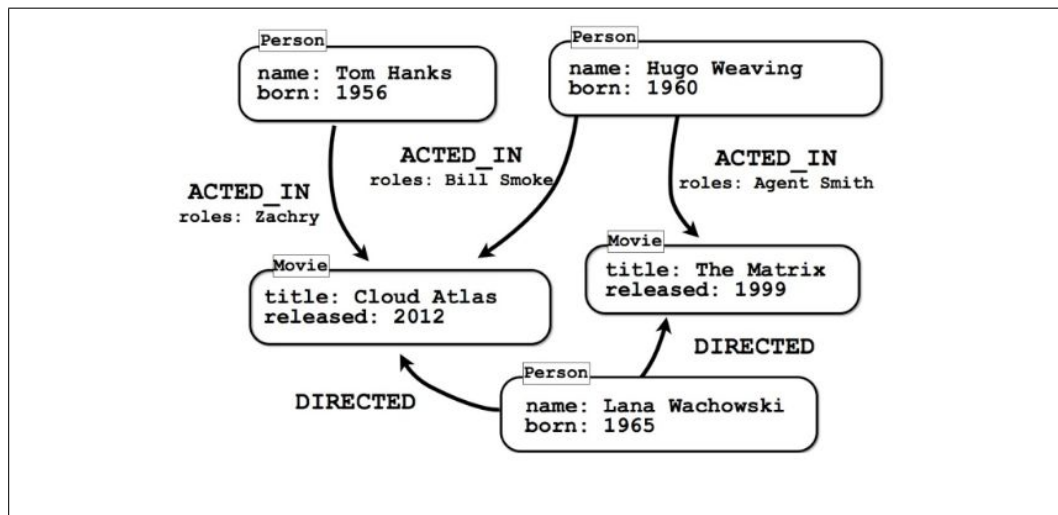 Person
name: Tom Hanks
born: 1956
Person
name: Hugo Weaving
born: 1960
ACTED_IN
roles: Zachry
ACTED_IN
roles: Bill Smoke
ACTED_IN
roles: Agent Smith
Movie
title: Cloud Atlas
released: 2012
Movie
title: The Matrix
released: 1999
DIRECTED
DIRECTED
Person
name: Lana Wachowski
born: 1965